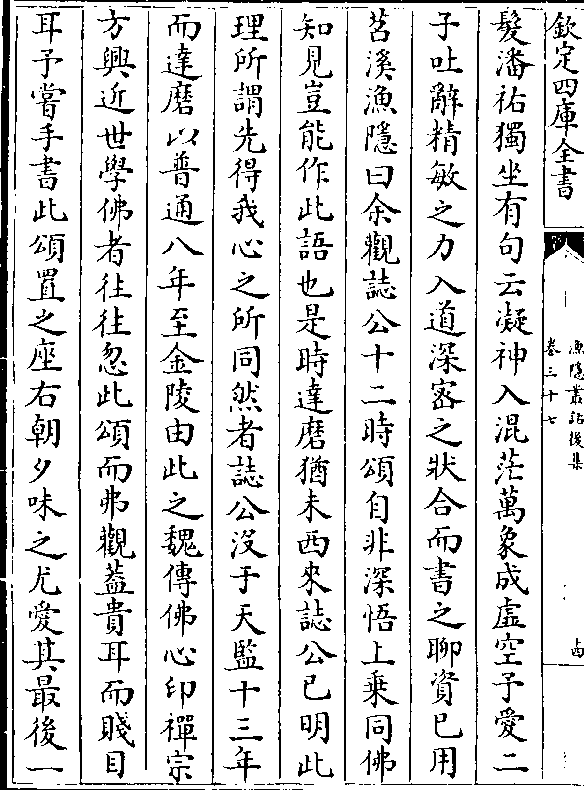 欽定四庫全書
漁隱叢話後集
卷三十七
髮潘祐獨坐有句云凝神入混茫萬象成虛空予愛二
子吐辭精敏之力入道深密之狀合而書之聊資已用
苕溪漁隱曰余觀誌公十二時頌自非深悟上乗同佛
知見豈能作此語也是時達磨猶未西來誌公已明此
理所謂先得我心之所同然者誌公沒于天監十三年
而達磨以普通八年至金陵由此之魏傳佛心印禪宗
方興近世學佛者往往忽此頌而弗觀葢貴耳而賤目
耳予嘗手書此頌置之座右朝夕味之尤愛其最後一